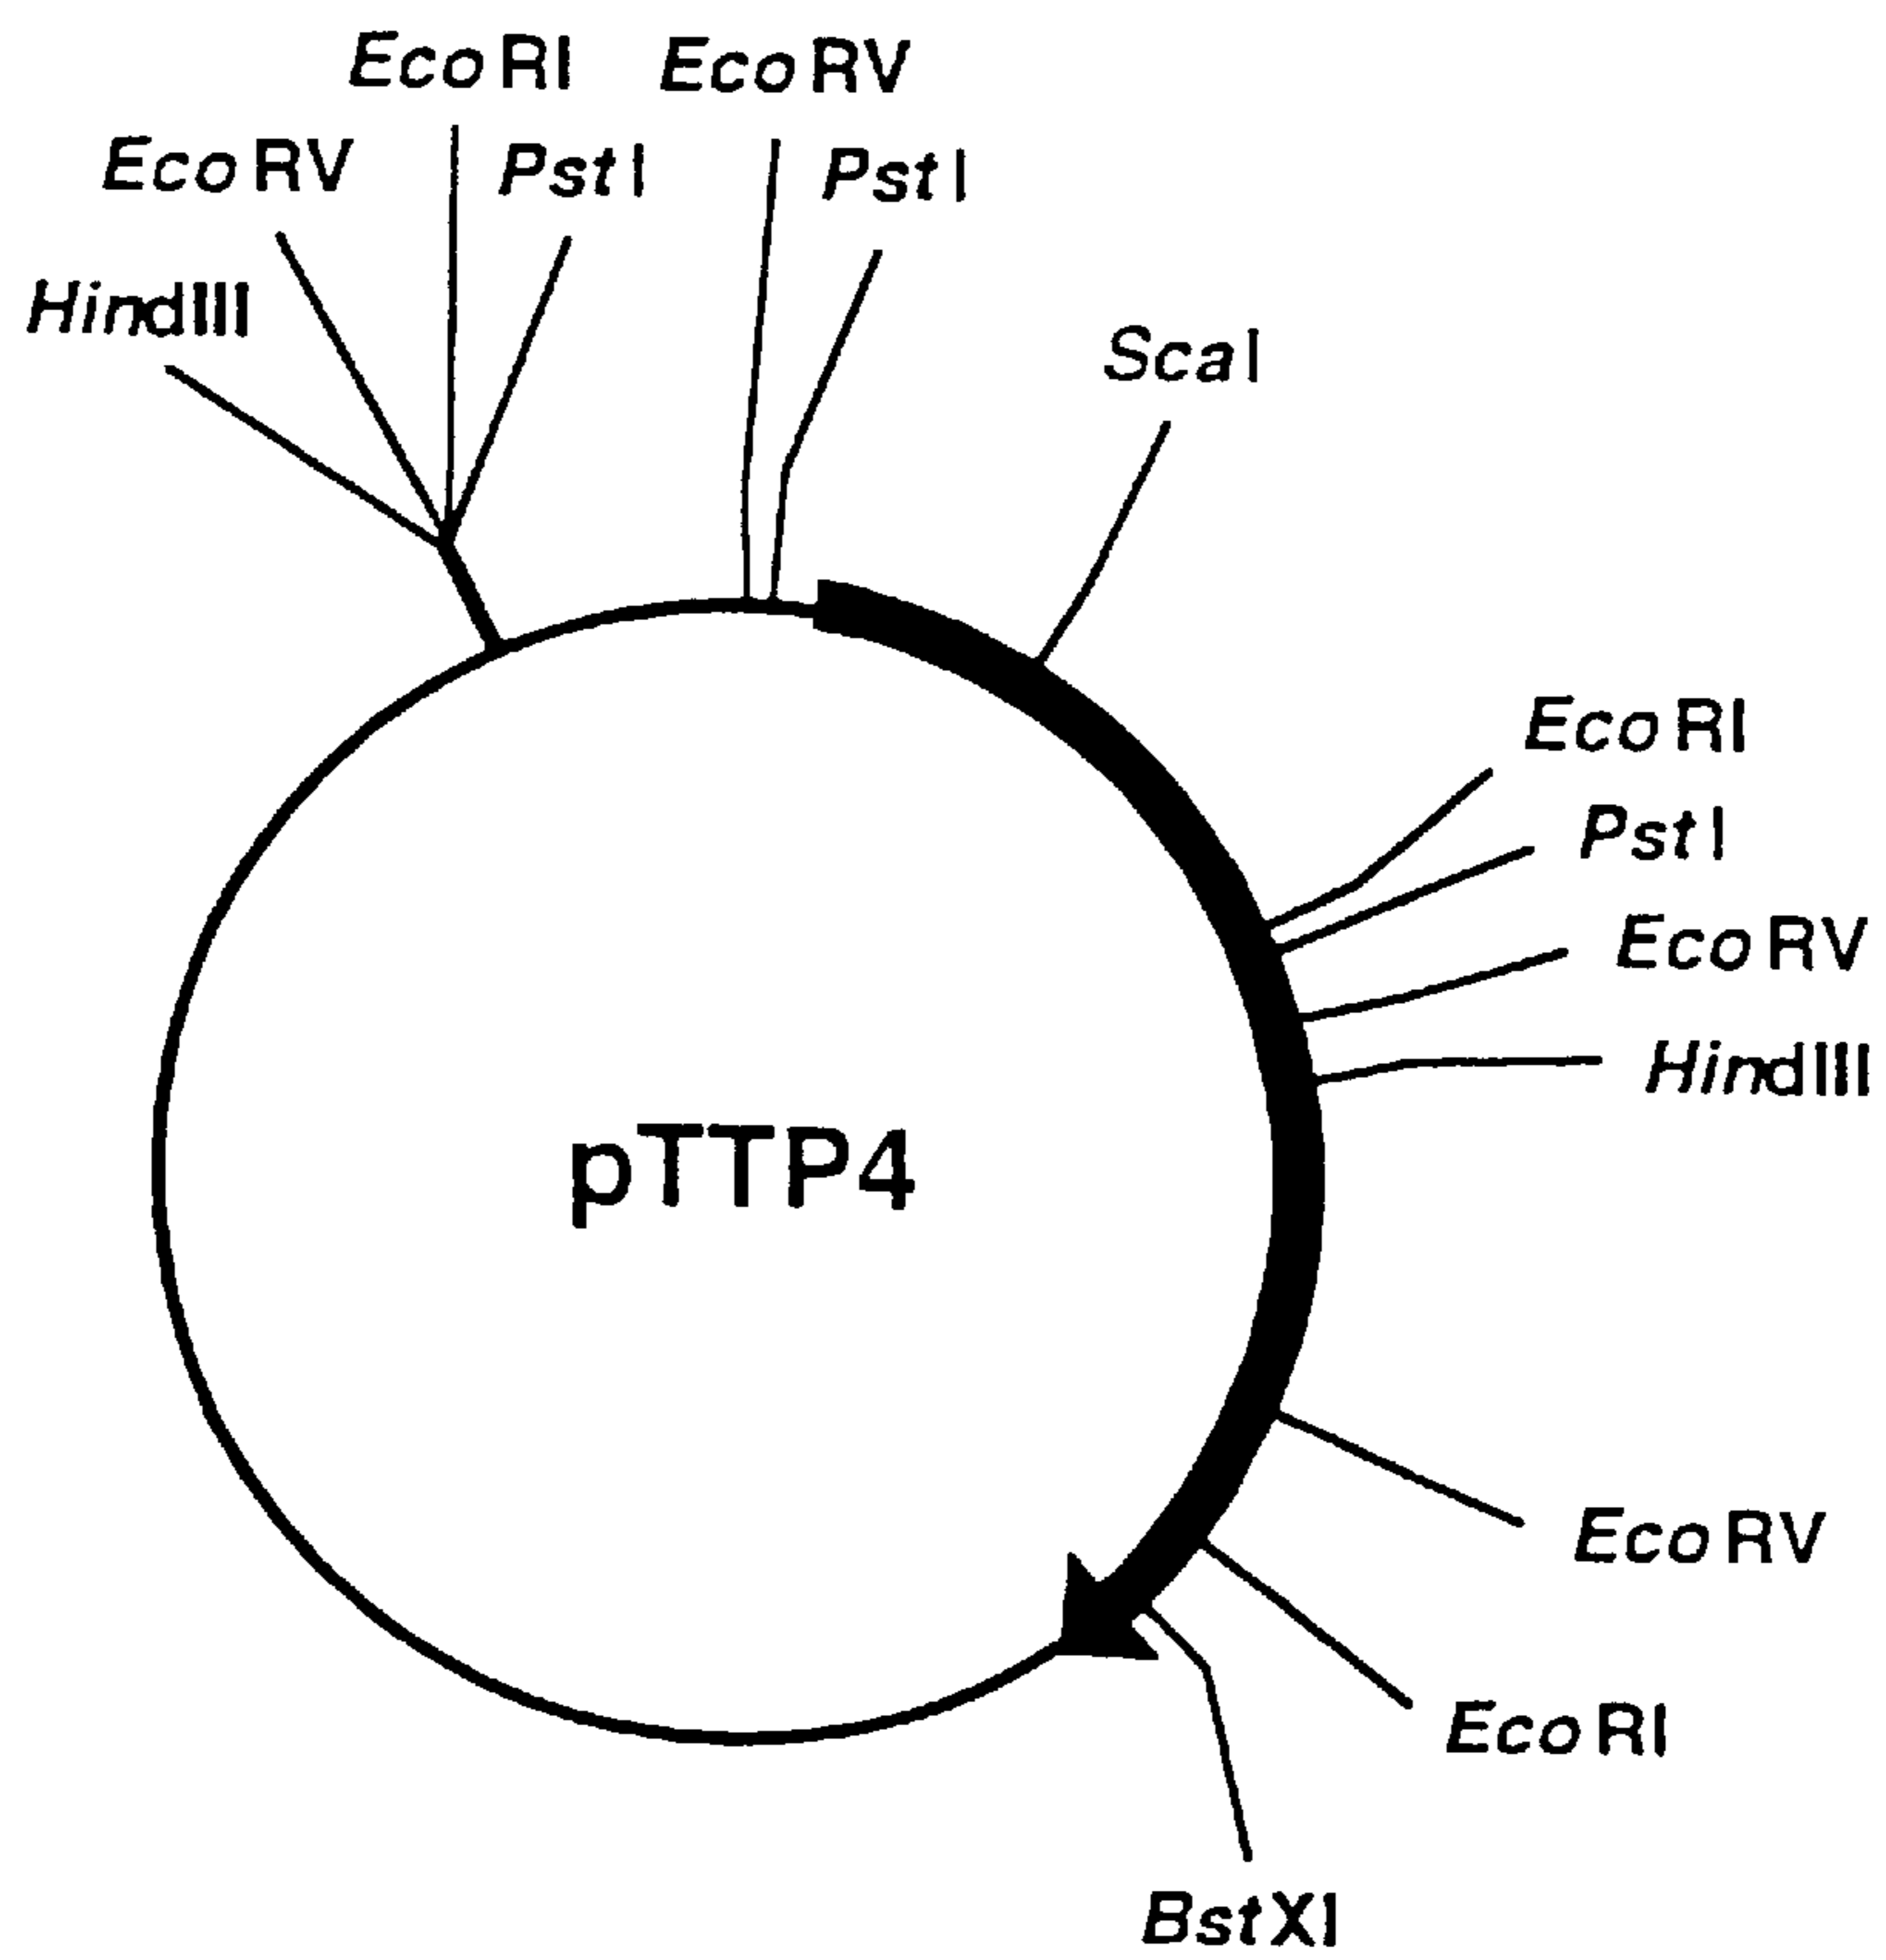 EcoRI
EcoRV
EcoRV
PstI
PstI
HindIII
ScaI
EcoRI
PstI
EcoRV
HindIII
pTTP4
EcoRV
EcoRI
BstXI